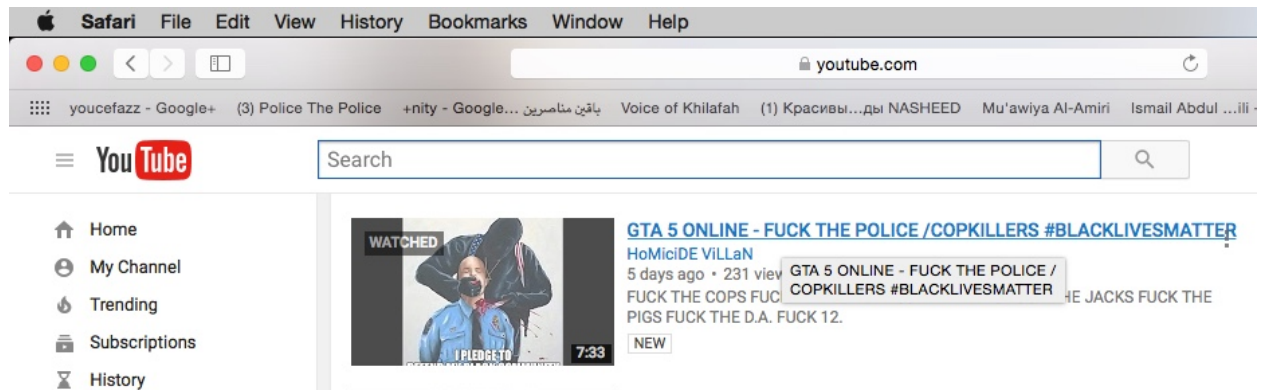 Safari File Edit View History Bookmarks Window Help
youtube.com
youcefazz - Google+ (3) Police The Police +nity - Google... باقين مناصرين Voice of Khilafah (1) Красивы...ды NASHEED Mu'awiya Al-Amiri Ismail Abdul ...ili -
YouTube
Search
Home
My Channel
Trending
Subscriptions
History
WATCHED
I PLEDGE TO
7:33
GTA 5 ONLINE - FUCK THE POLICE /COPKILLERS #BLACKLIVESMATTER
HoMiciDE ViLLaN
5 days ago • 231 view
GTA 5 ONLINE - FUCK THE POLICE /
COPKILLERS #BLACKLIVESMATTER
FUCK THE COPS FUC HE JACKS FUCK THE
PIGS FUCK THE D.A. FUCK 12.
NEW